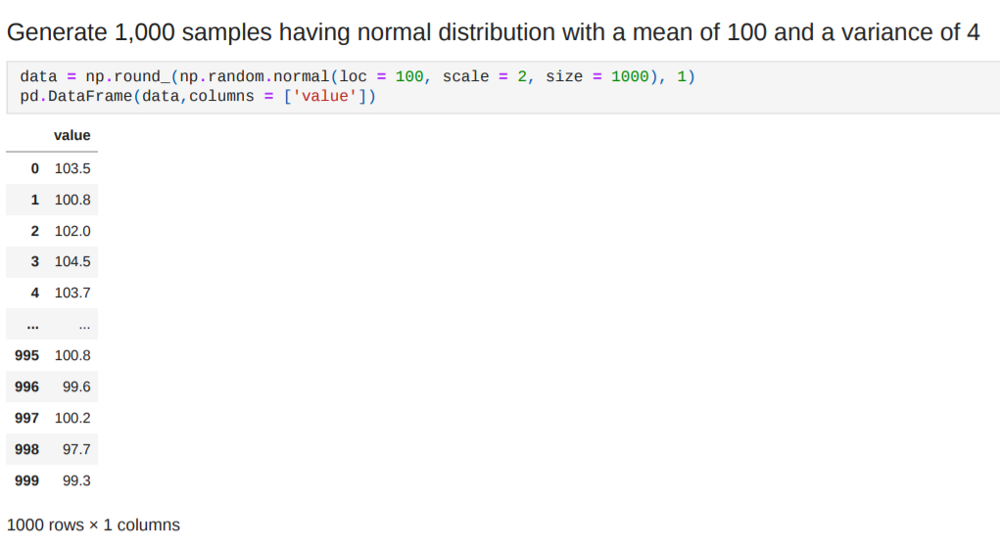 Generate 1,000 samples having normal distribution with a mean of 100 and a variance of 4
data = np.round_(np.random.normal(loc = 100, scale = 2, size = 1000), 1)
pd.DataFrame(data,columns = ['value'])
value
0 103.5
1 100.8
2 102.0
3 104.5
4 103.7
... ...
995 100.8
996 99.6
997 100.2
998 97.7
999 99.3
1000 rows × 1 columns